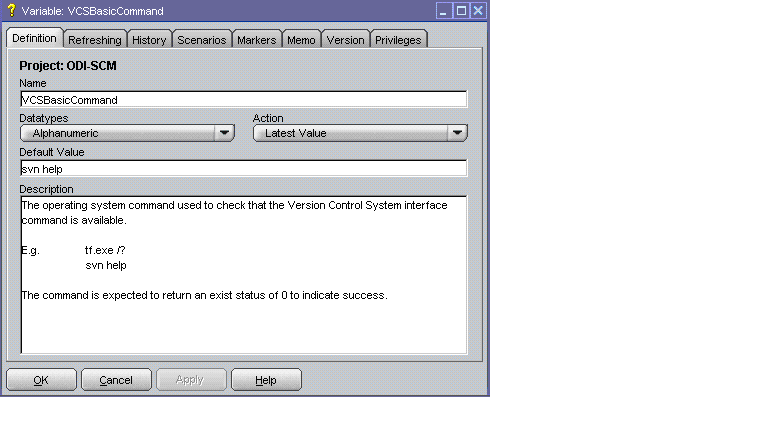 Variable: VCSBasicCommand
Definition Refreshing History Scenarios Markers Memo Version Privileges
Project: ODI-SCM
Name
VCSBasicCommand
Datatypes Action
Alphanumeric Latest Value
Default Value
svn help
Description
The operating system command used to check that the Version Control System interface
command is available.
E.g. tf.exe /?
svn help
The command is expected to return an exist status of 0 to indicate success.
OK Cancel Apply Help